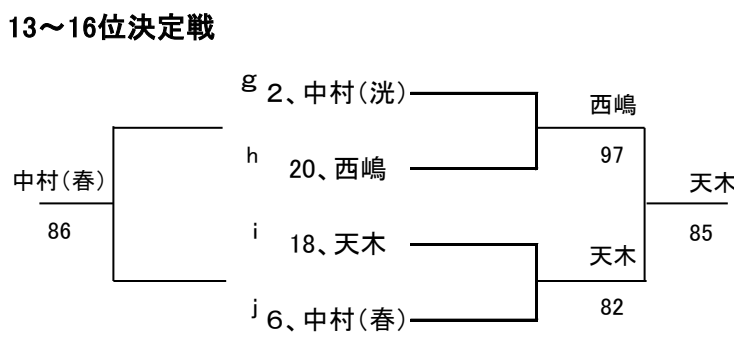 13～16位決定戦
g 2、中村（洸）
西嶋
h 20、西嶋
97
中村（春）
天木
86
i 18、天木
85
天木
j 6、中村（春）
82